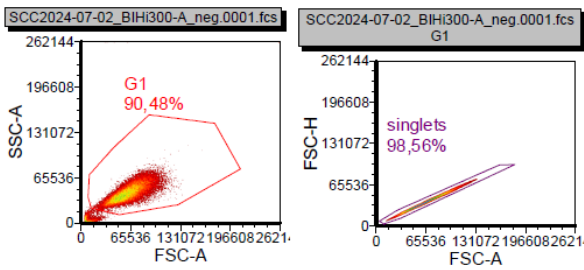 SCC2024-07-02_BIHi300-A_neg.0001.fcs
262144
196608
131072
65536
0
SSC-A
G1
90,48%
0
65536
131072
196608
26214
FSC-A
SCC2024-07-02_BIHi300-A_neg.0001.fcs
G1
262144
196608
131072
65536
0
FSC-H
singlets
98,56%
0
65536
131072
196608
26214
FSC-A